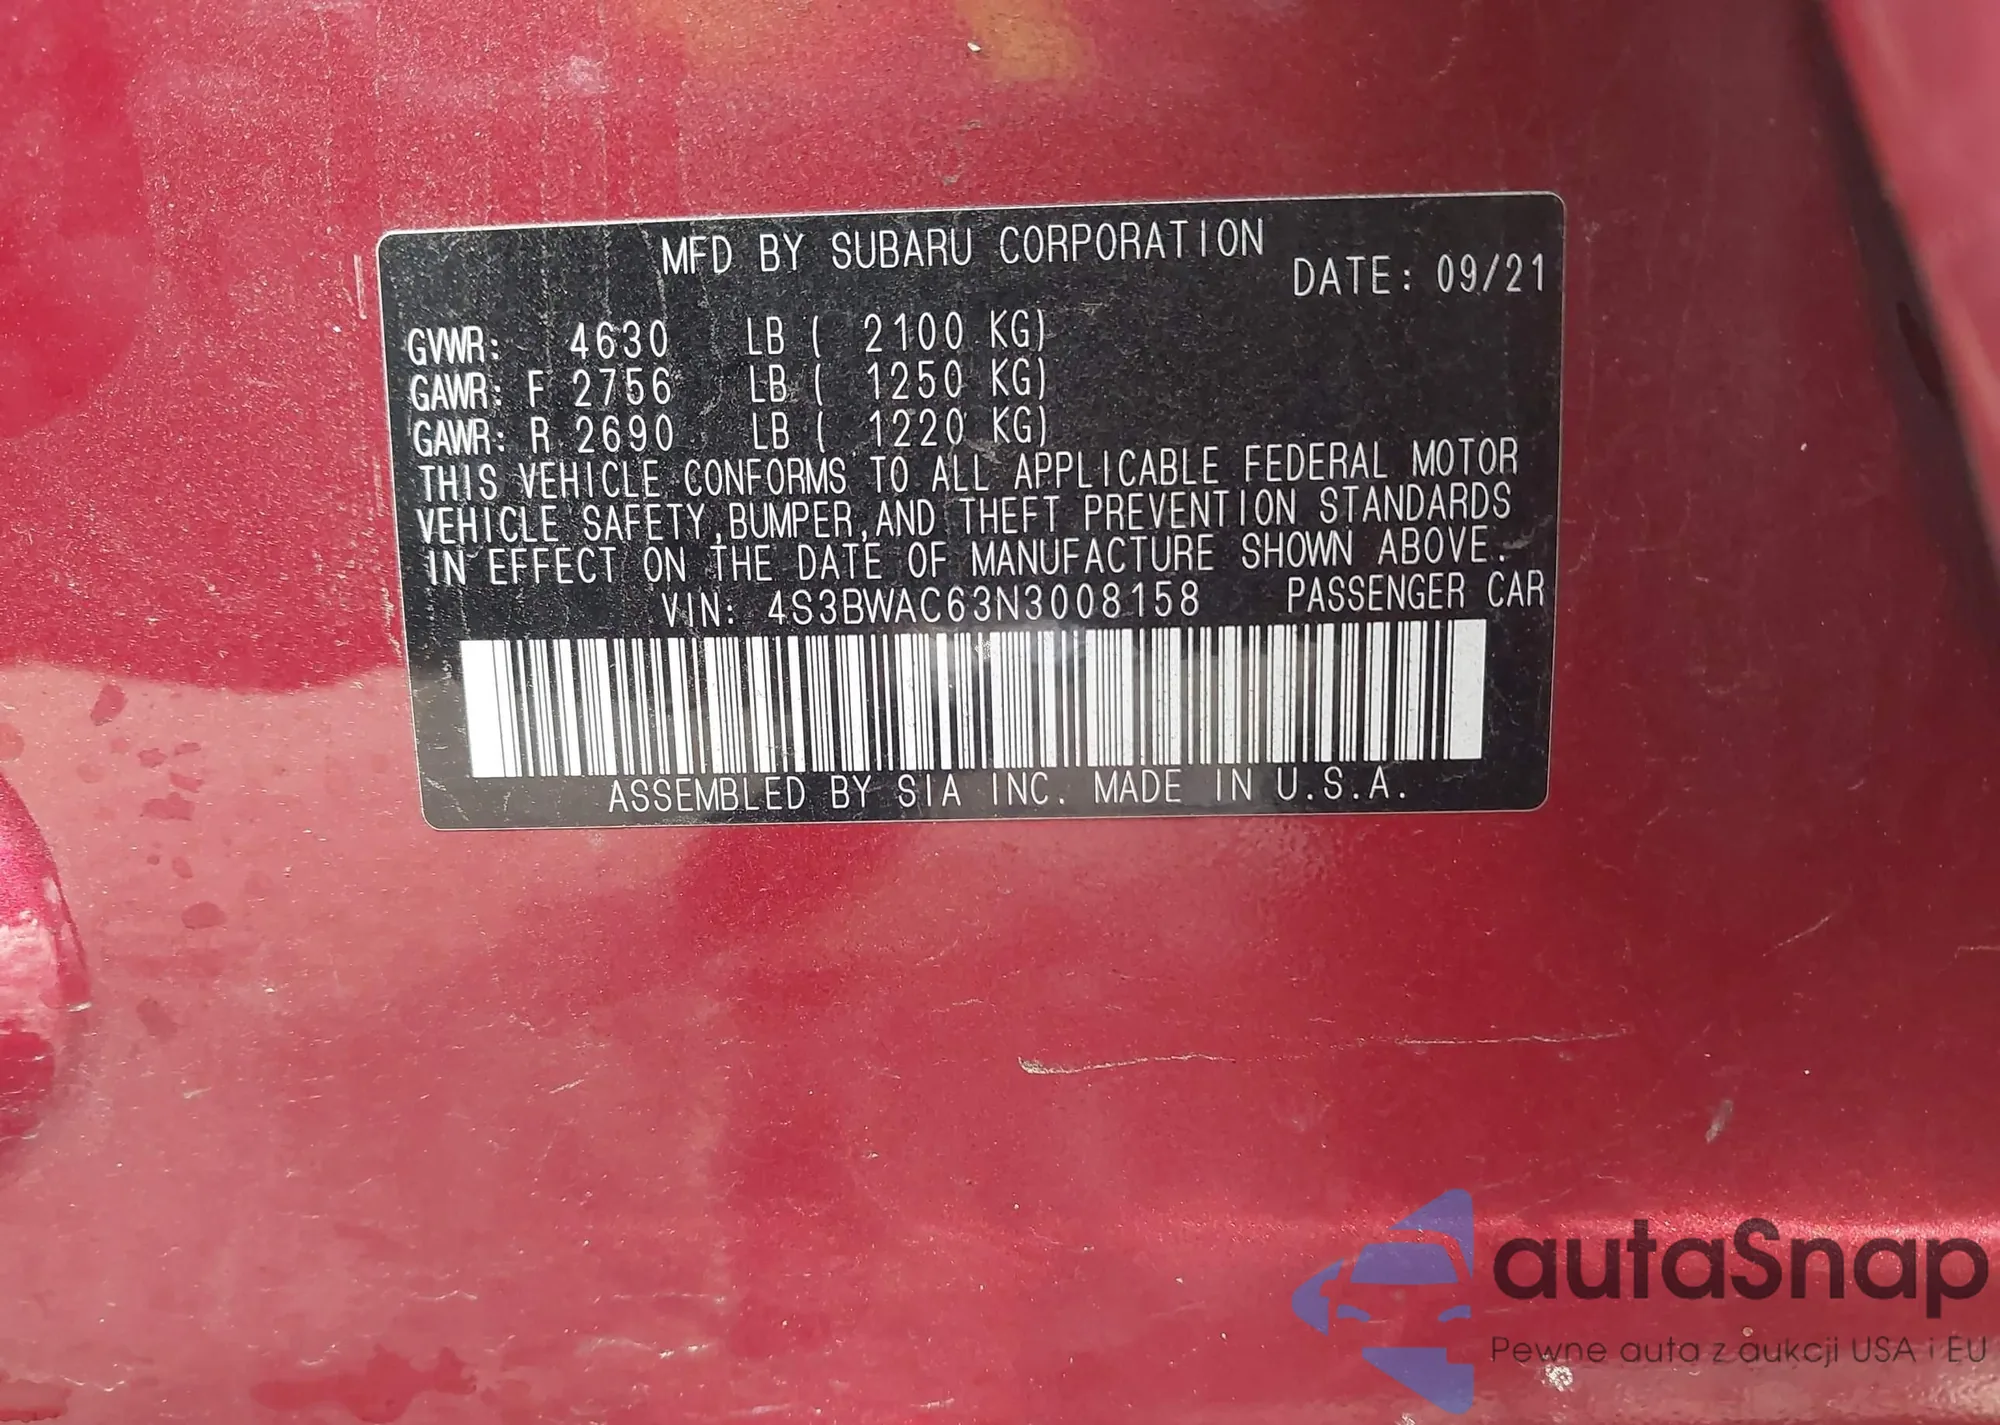 MFD BY SUBARU CORPORATION
DATE: 09/21
GVWR: 4630 LB ( 2100 KG)
GAWR: F 2756 LB ( 1250 KG)
GAWR: R 2690 LB ( 1220 KG)
THIS VEHICLE CONFORMS TO ALL APPLICABLE FEDERAL MOTOR
VEHICLE SAFETY,BUMPER,AND THEFT PREVENTION STANDARDS
IN EFFECT ON THE DATE OF MANUFACTURE SHOWN ABOVE.
VIN: 4S3BWAC63N3008158 PASSENGER CAR
ASSEMBLED BY SIA INC. MADE IN U.S.A.
autaSnap
Pewne auta z aukcji USA i EU